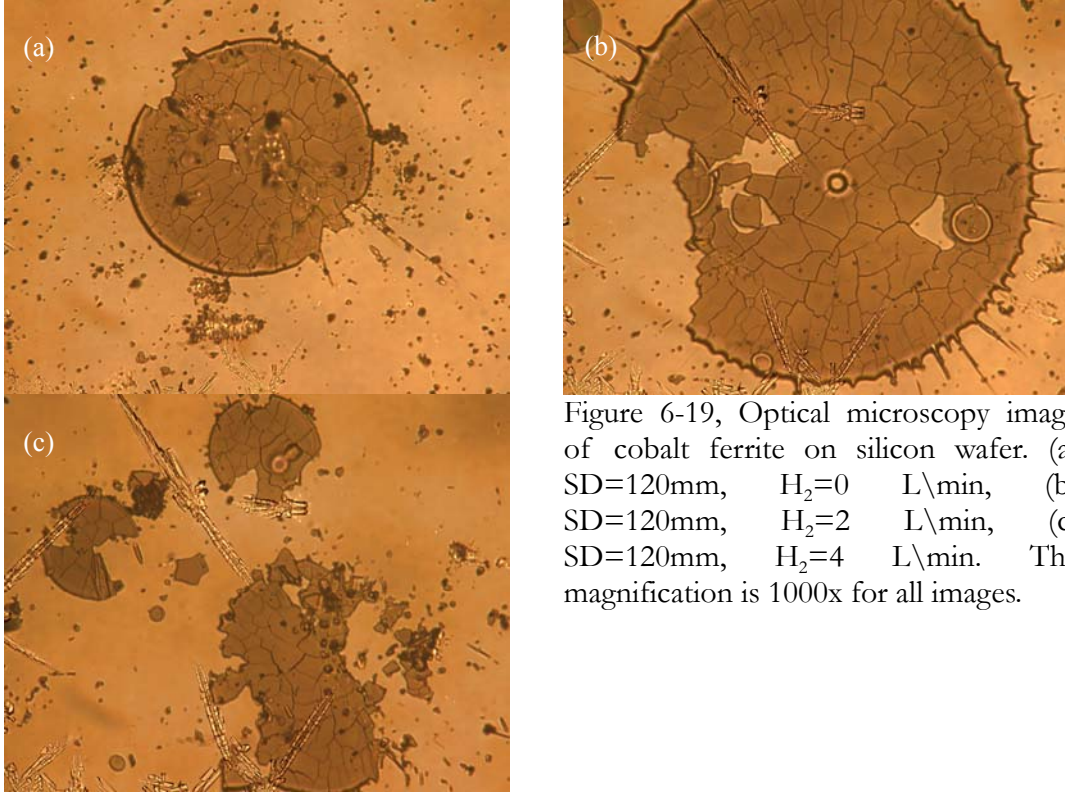 (a)
(b)
Figure 6-19, Optical microscopy imag
of cobalt ferrite on silicon wafer. (a
SD=120mm, H₂=0 L\min, (b
SD=120mm, H₂=2 L\min, (c
SD=120mm, H₂=4 L\min. Th
magnification is 1000x for all images.
(c)